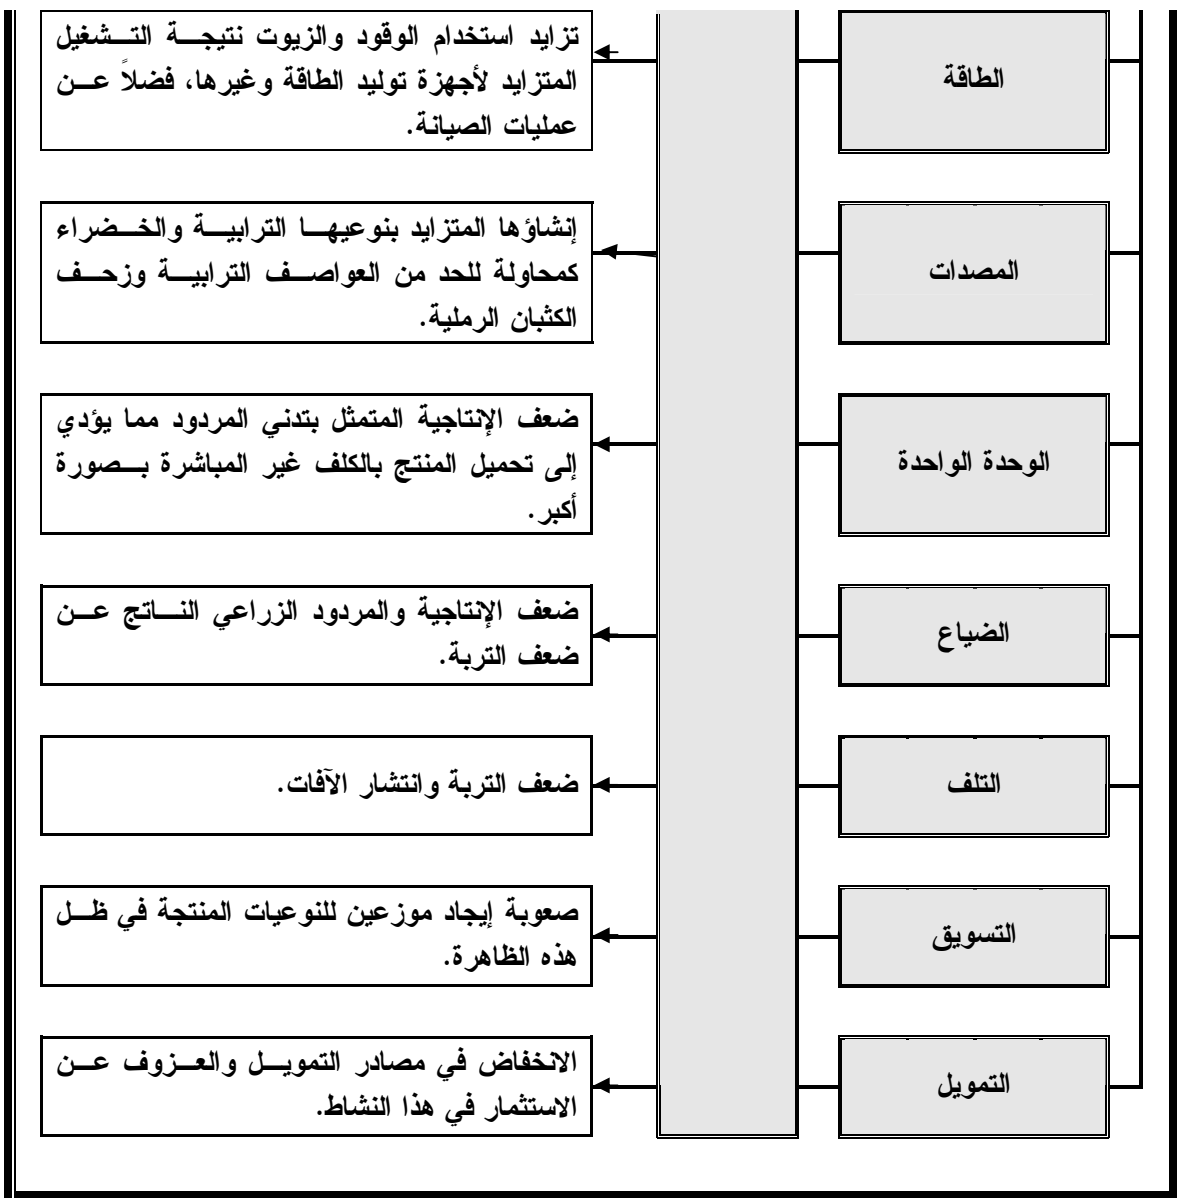 الطاقة
تزايد استخدام الوقود والزيوت نتيجة التشغيل
المتزايد لأجهزة توليد الطاقة وغيرها، فضلاً عن
عمليات الصيانة.
المصدات
إنشاؤها المتزايد بنوعيها الترابية والخضراء
كمحاولة للحد من العواصف الترابية وزحف
الكثبان الرملية.
الوحدة الواحدة
ضعف الإنتاجية المتمثل بتدني المردود مما يؤدي
إلى تحميل المنتج بالكلف غير المباشرة بصورة
أكبر.
الضياع
ضعف الإنتاجية والمردود الزراعي الناتج عن
ضعف التربة.
التلف
ضعف التربة وانتشار الآفات.
التسويق
صعوبة إيجاد موزعين للنوعيات المنتجة في ظل
هذه الظاهرة.
التمويل
الانخفاض في مصادر التمويل والعزوف عن
الاستثمار في هذا النشاط.